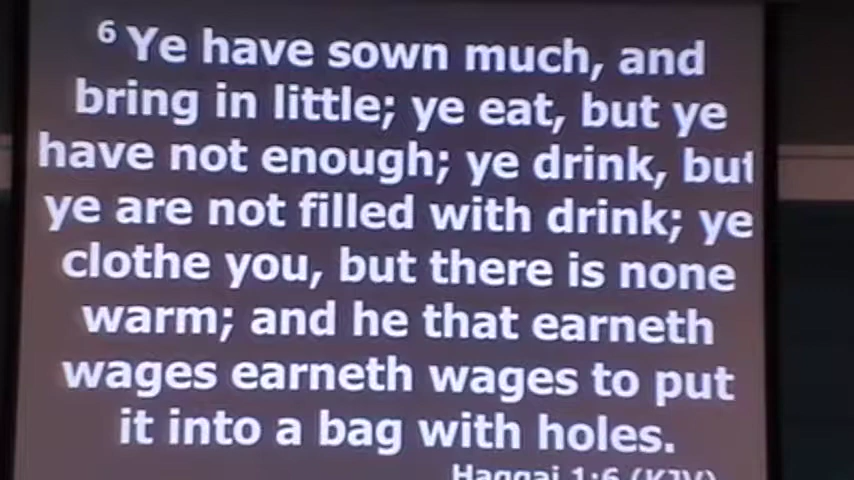 6 Ye have sown much, and
bring in little; ye eat, but ye
have not enough; ye drink, but
ye are not filled with drink; ye
clothe you, but there is none
warm; and he that earneth
wages earneth wages to put
it into a bag with holes.
Haggai 1:6 (KJV)